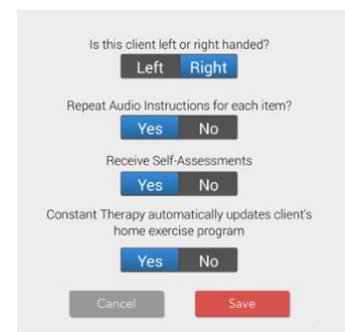 Is this client left or right handed?
Left Right
Repeat Audio Instructions for each item?
Yes No
Receive Self-Assessments
Yes No
Constant Therapy automatically updates client's
home exercise program
Yes No
Cancel Save